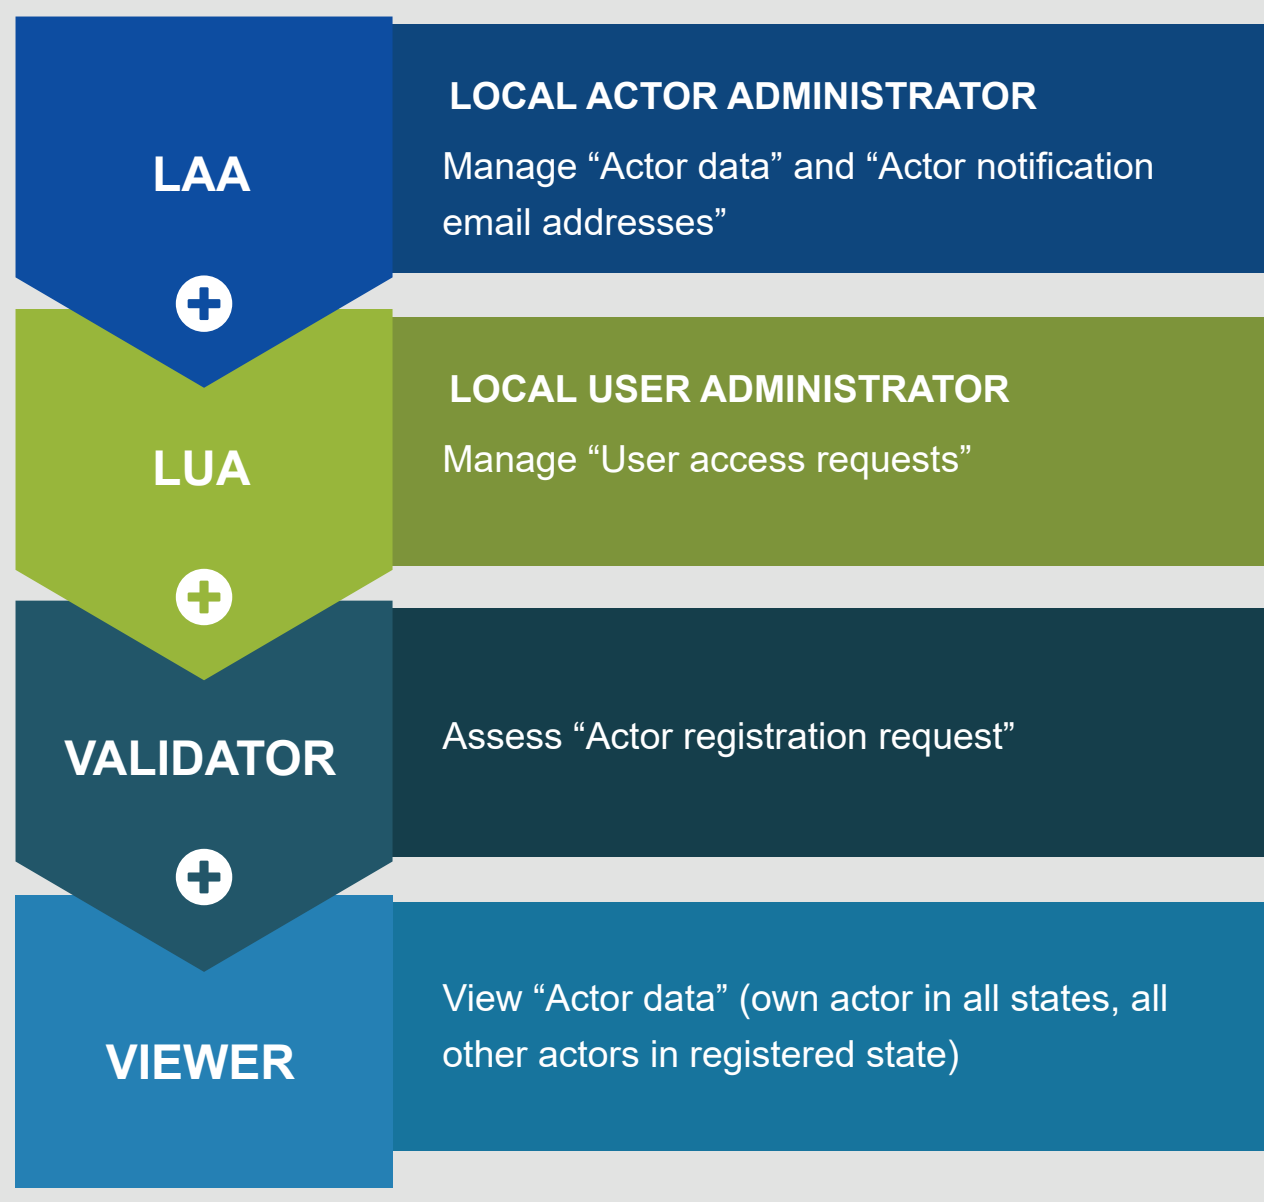 LAA
LOCAL ACTOR ADMINISTRATOR
Manage “Actor data” and “Actor notification
email addresses”
LUA
LOCAL USER ADMINISTRATOR
Manage “User access requests”
VALIDATOR
Assess “Actor registration request”
VIEWER
View “Actor data” (own actor in all states, all
other actors in registered state)